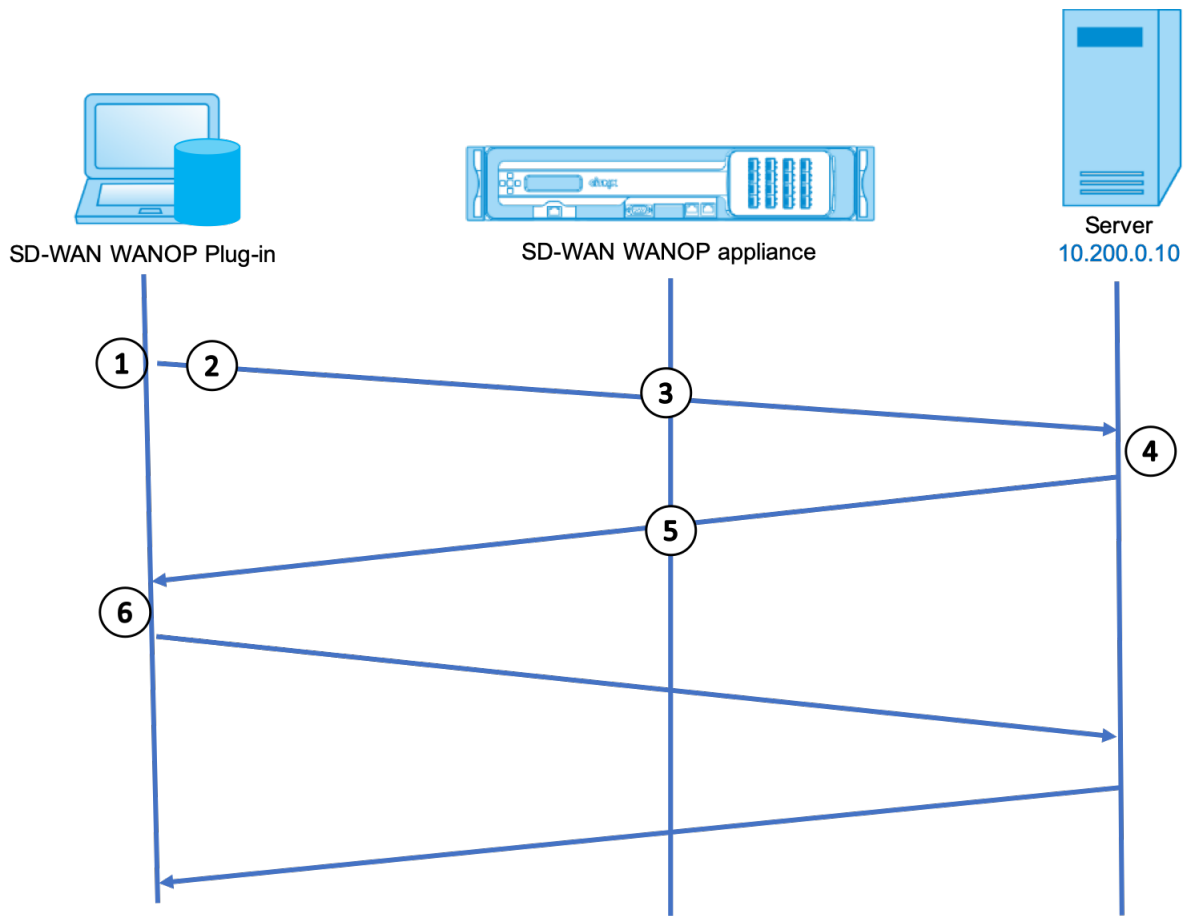 SD-WAN WANOP Plug-in
citrix
SD-WAN WANOP appliance
Server
10.200.0.10
1
2
3
4
5
6